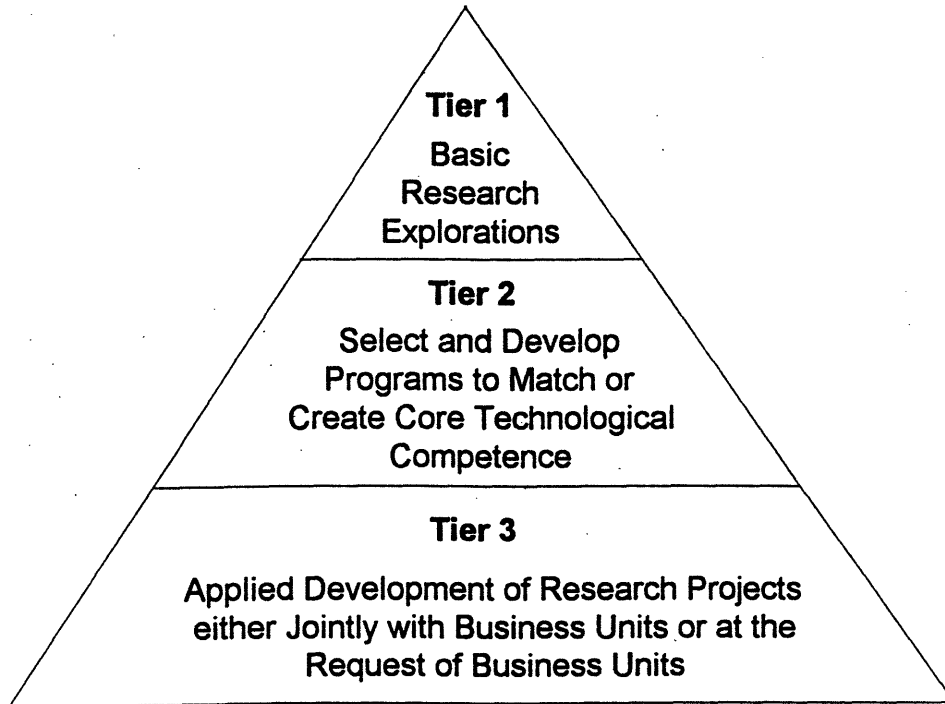 Tier 1
Basic
Research
Explorations
Tier 2
Select and Develop
Programs to Match or
Create Core Technological
Competence
Tier 3
Applied Development of Research Projects
either Jointly with Business Units or at the
Request of Business Units